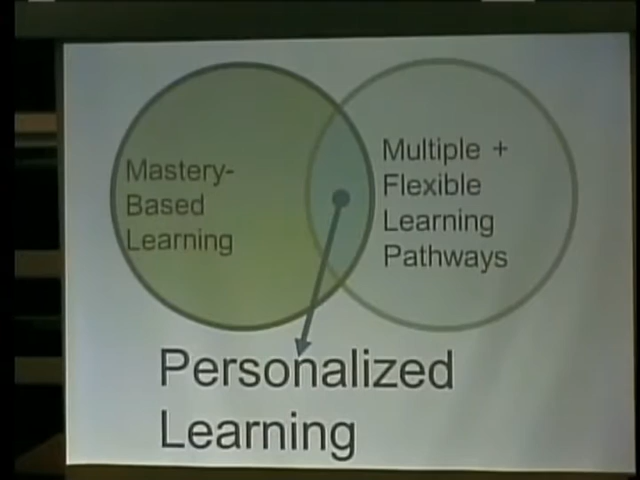 Mastery-
Based
Learning
Multiple +
Flexible
Learning
Pathways
Personalized
Learning